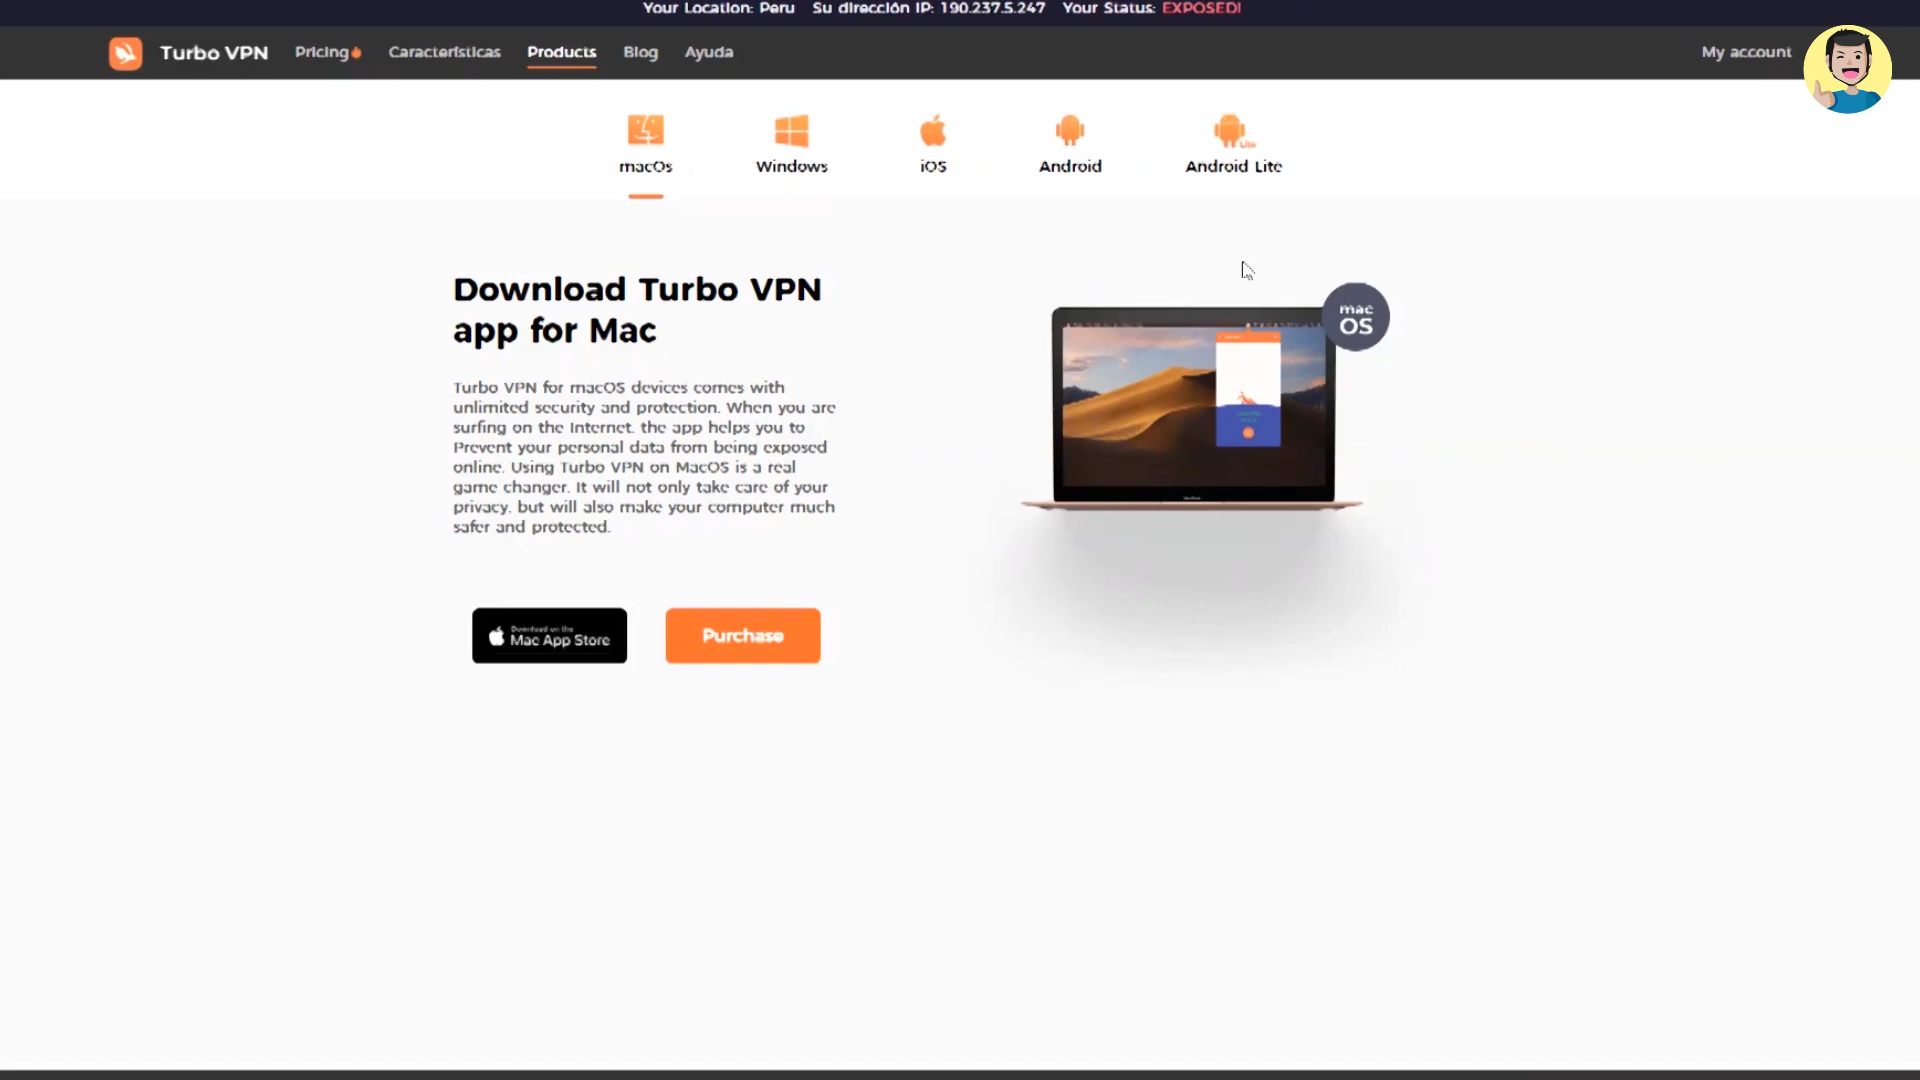 Your Location: Peru Su dirección IP: 190.237.5.247 Your Status: EXPOSED!
Turbo VPN Pricing Características Products Blog Ayuda My account
macOs Windows iOS Android Android Lite
Lite
Download Turbo VPN
app for Mac
mac
OS
Turbo VPN for macOS devices comes with
unlimited security and protection. When you are
surfing on the Internet, the app helps you to
Prevent your personal data from being exposed
online. Using Turbo VPN on MacOS is a real
game changer. It will not only take care of your
privacy, but will also make your computer much
safer and protected.
Download on the
Mac App Store
Purchase